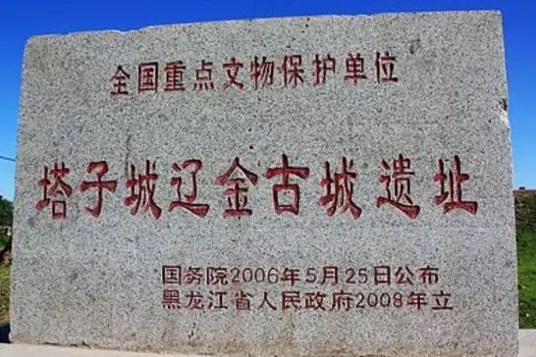 全国重点文物保护单位
塔子城辽金古城遗址
国务院2006年5月25日公布
黑龙江省人民政府2008年立